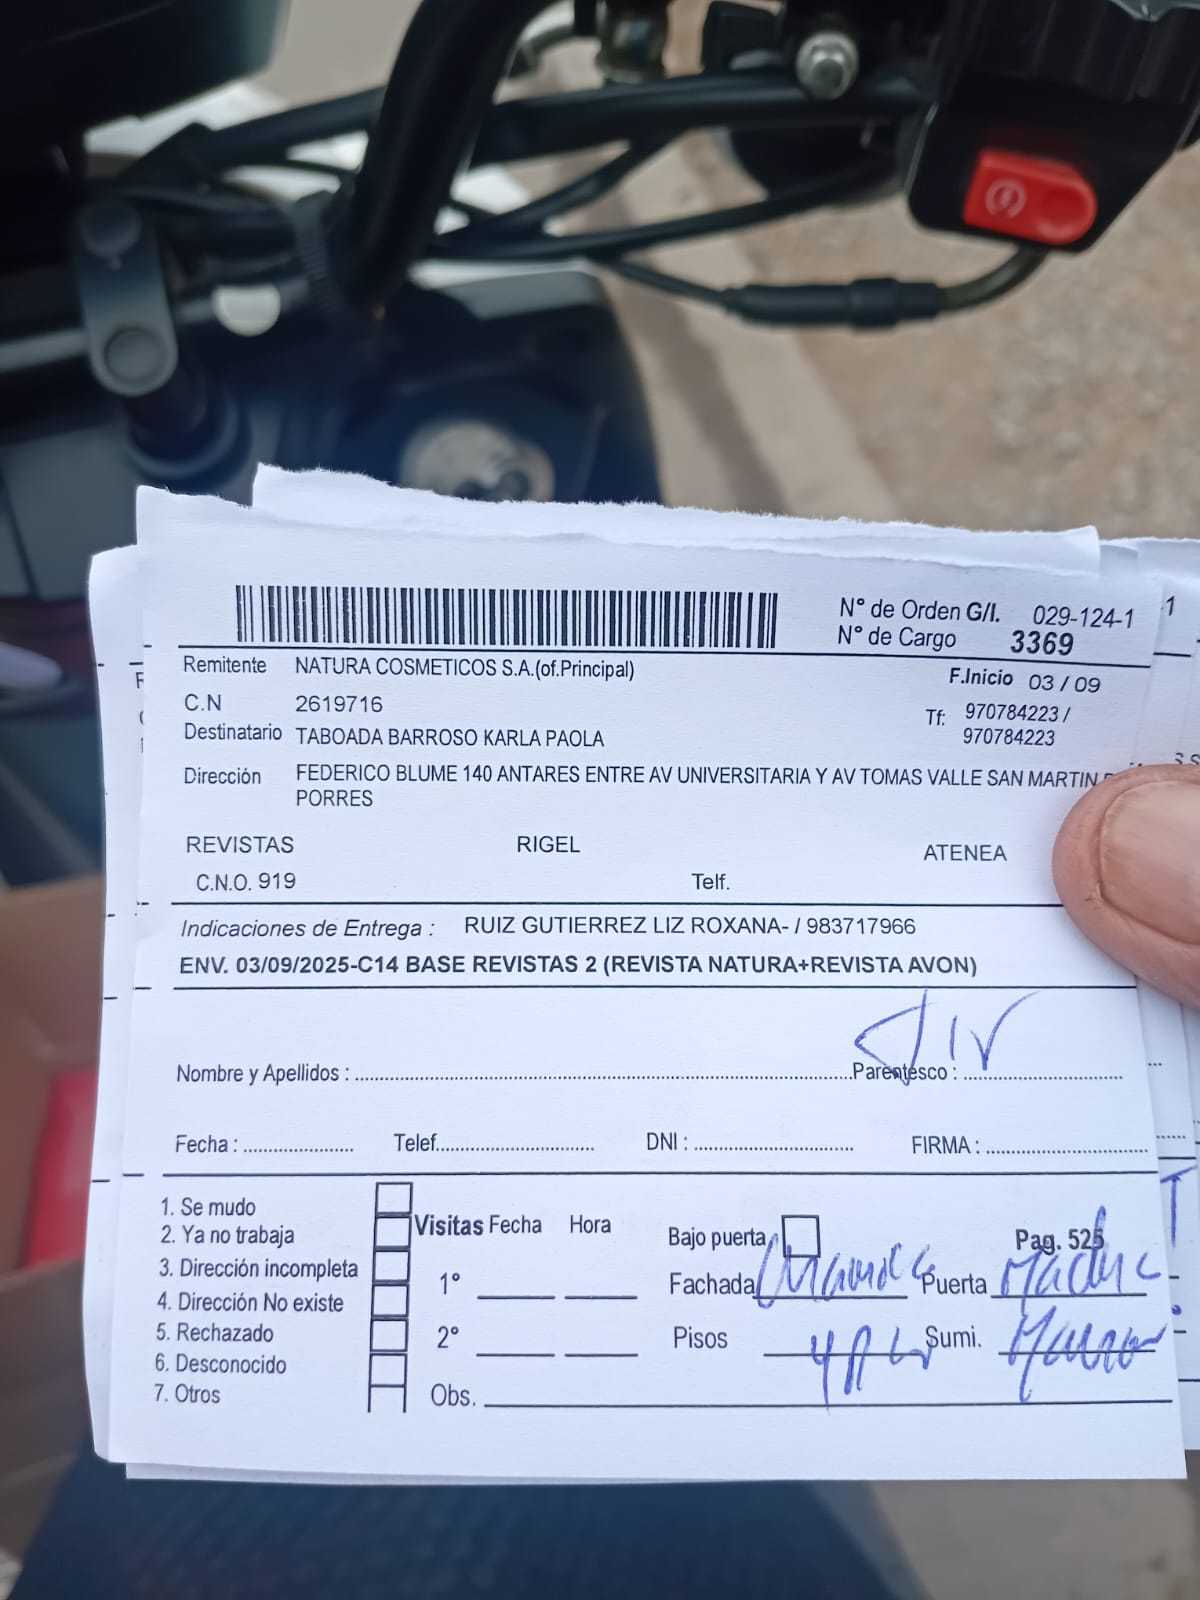 N° de Orden G/I. 029-124-1
N° de Cargo 3369
Remitente NATURA COSMETICOS S.A.(of.Principal)
F.Inicio 03 / 09
C.N 2619716
Tf: 970784223 /
970784223
Destinatario TABOADA BARROSO KARLA PAOLA
Dirección FEDERICO BLUME 140 ANTARES ENTRE AV UNIVERSITARIA Y AV TOMAS VALLE SAN MARTIN
PORRES
REVISTAS RIGEL ATENEA
C.N.O. 919 Telf.
Indicaciones de Entrega : RUIZ GUTIERREZ LIZ ROXANA- / 983717966
ENV. 03/09/2025-C14 BASE REVISTAS 2 (REVISTA NATURA+REVISTA AVON)
Nombre y Apellidos : Parentesco :
Fecha : Telef. DNI : FIRMA :
1. Se mudo
2. Ya no trabaja
3. Dirección incompleta
4. Dirección No existe
5. Rechazado
6. Desconocido
7. Otros
Visitas Fecha Hora
1°
2°
Obs.
Bajo puerta Pag. 525
Fachada Puerta
Pisos Sumi.